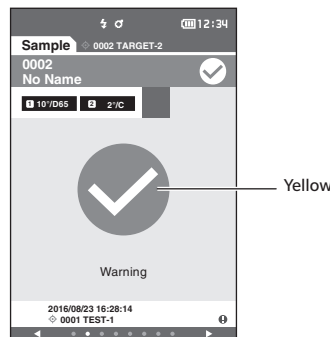 12:34
Sample 0002 TARGET-2
0002
No Name
1 10°/D65 2 2°/C
Yellow
Warning
2016/08/23 16:28:14
0001 TEST-1